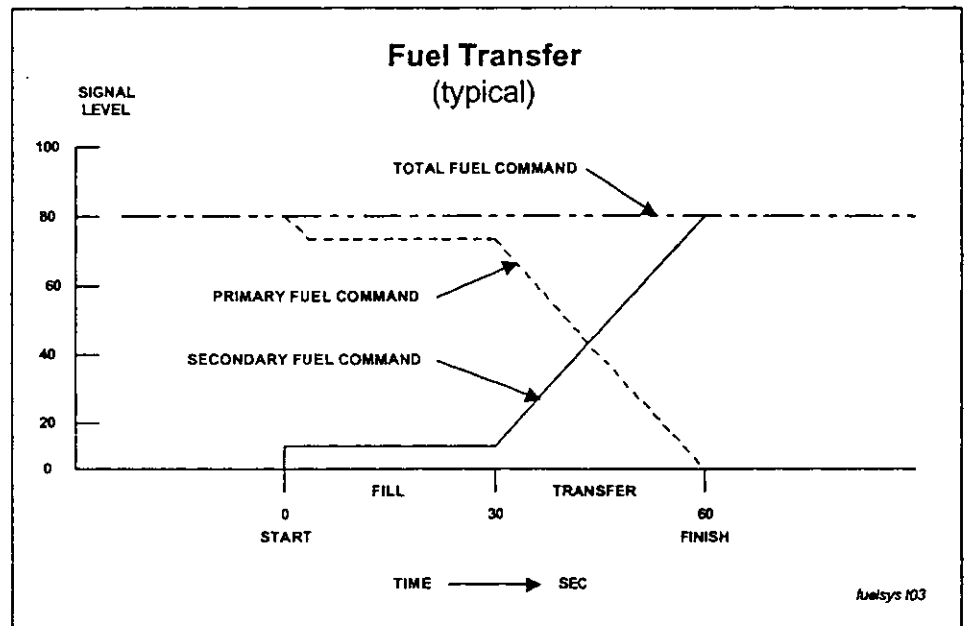 Fuel Transfer
(typical)
SIGNAL
LEVEL
100
TOTAL FUEL COMMAND
80
60
PRIMARY FUEL COMMAND
SECONDARY FUEL COMMAND
40
20
0
FILL
TRANSFER
0
30
60
START
FINISH
TIME
SEC
fuelsys t03